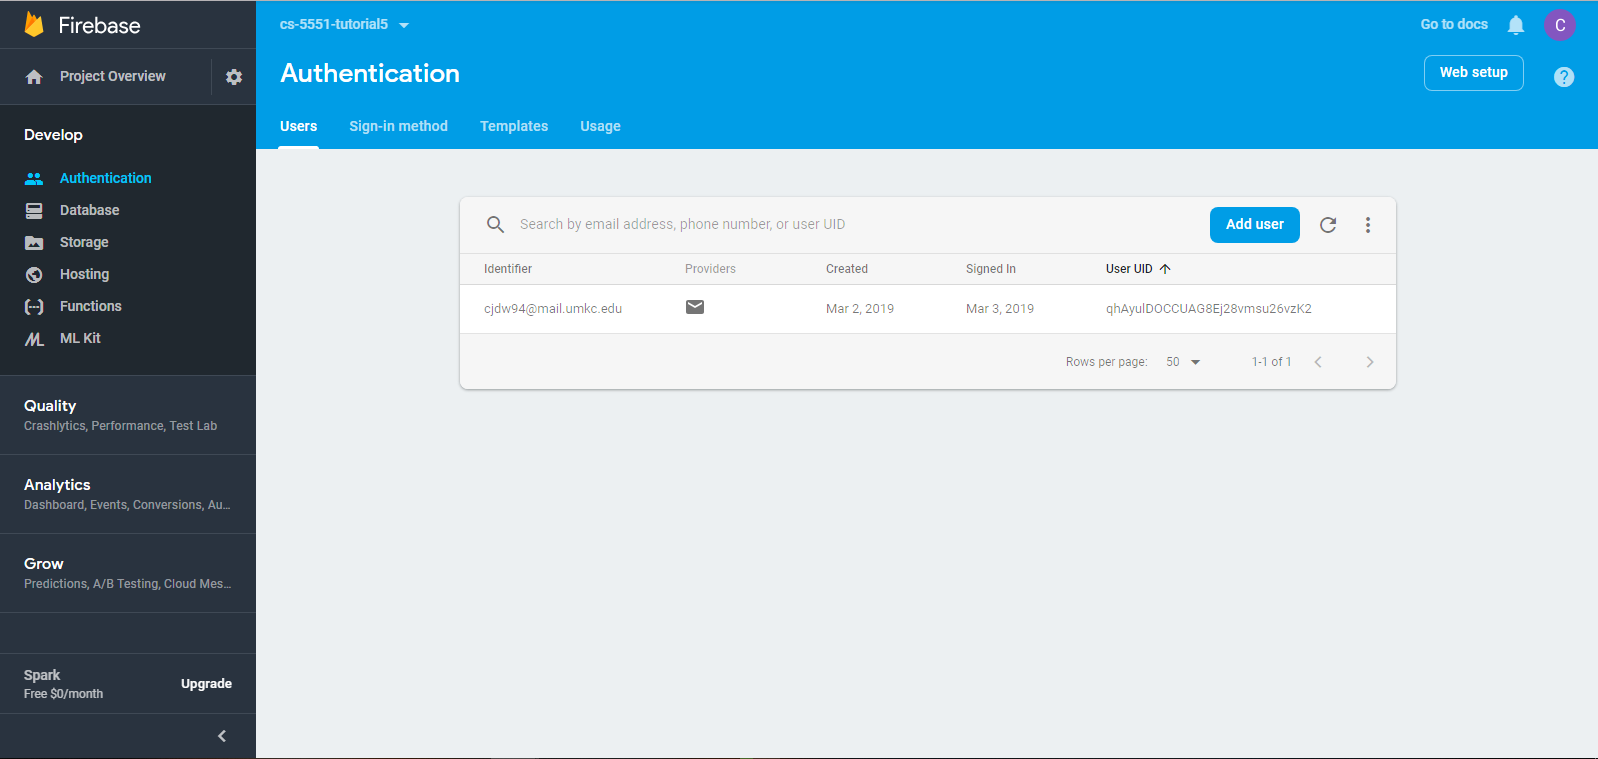 Firebase
Project Overview
Develop
Authentication
Database
Storage
Hosting
Functions
ML Kit
Quality
Crashlytics, Performance, Test Lab
Analytics
Dashboard, Events, Conversions, Au...
Grow
Predictions, A/B Testing, Cloud Mes...
Spark
Free $0/month
Upgrade
cs-5551-tutorial5
Go to docs
C
Authentication
Web setup
?
Users Sign-in method Templates Usage
Search by email address, phone number, or user UID
Add user
Identifier Providers Created Signed In User UID
cjdw94@mail.umkc.edu Mar 2, 2019 Mar 3, 2019 qhAyulDOCCUAG8Ej28vmsu26vzK2
Rows per page: 50 1-1 of 1